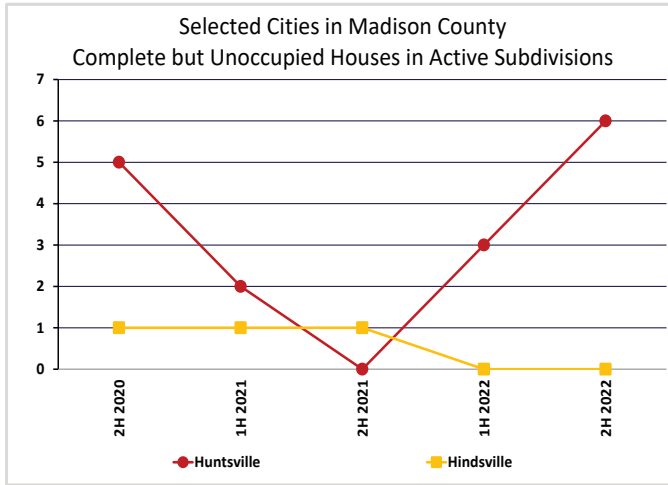 Selected Cities in Madison County
Complete but Unoccupied Houses in Active Subdivisions
7
6
5
4
3
2
1
0
2H 2020
1H 2021
2H 2021
1H 2022
2H 2022
Huntsville
Hindsville